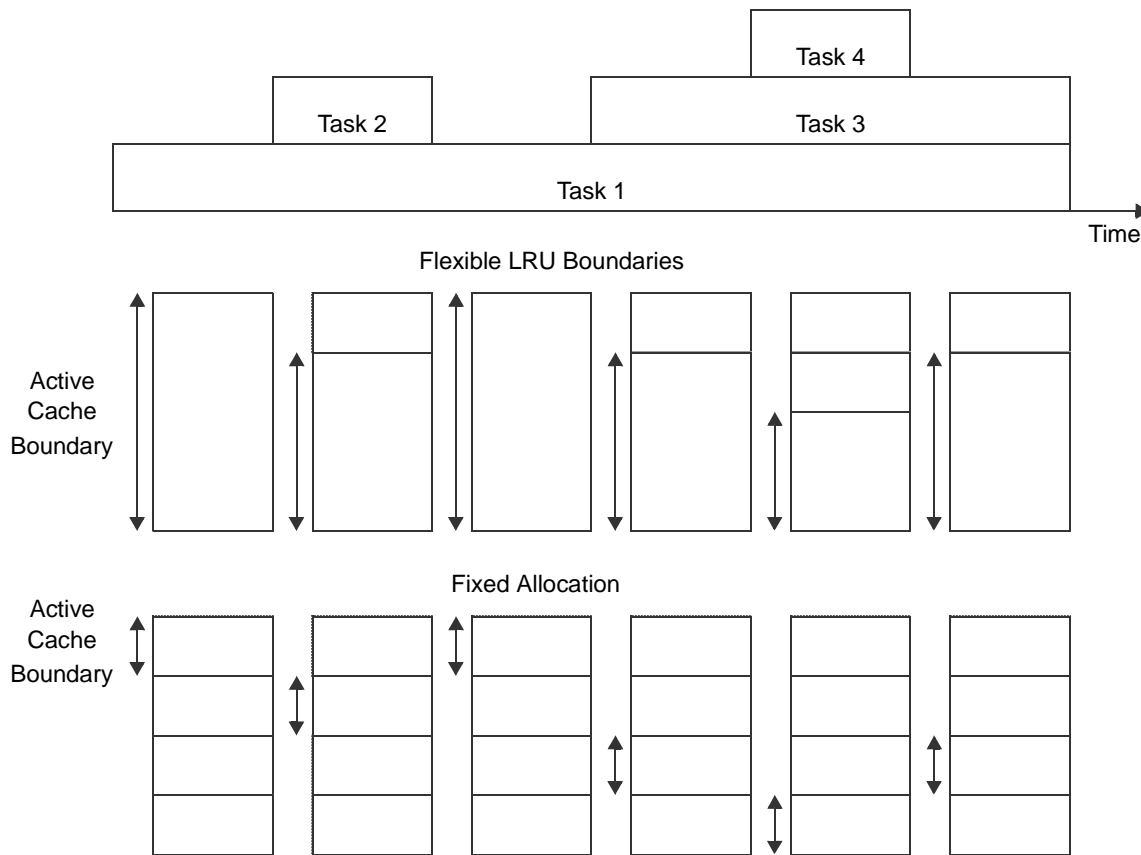 Task 4
Task 2
Task 3
Task 1
Time
Flexible LRU Boundaries
Active
Cache
Boundary
Fixed Allocation
Active
Cache
Boundary